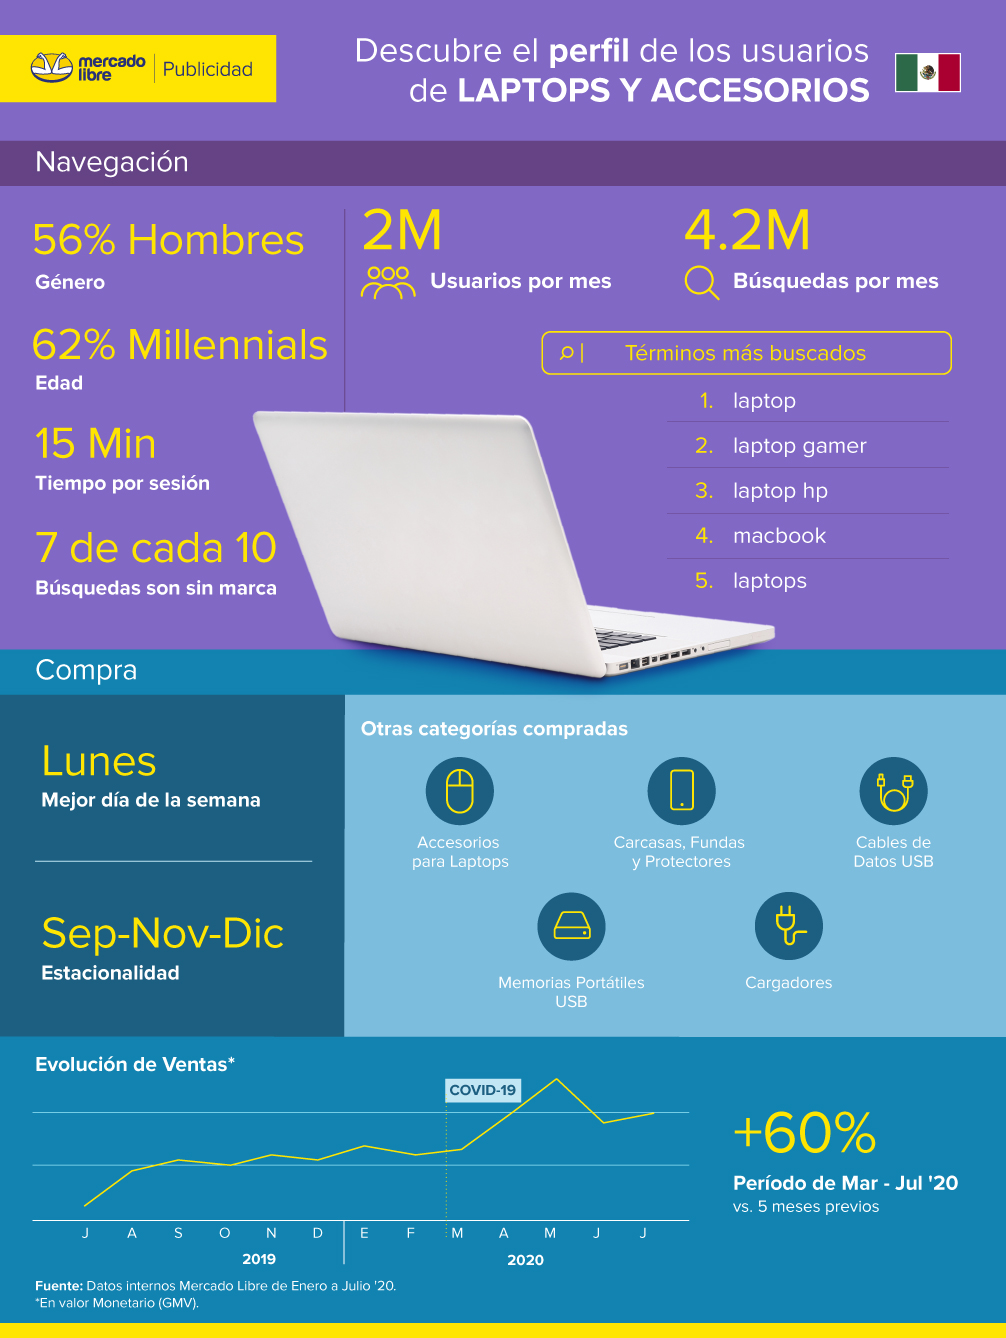 mercado
libre
Publicidad
Descubre el perfil de los usuarios
de LAPTOPS Y ACCESORIOS
Navegación
56% Hombres
Género
62% Millennials
Edad
15 Min
Tiempo por sesión
7 de cada 10
Búsquedas son sin marca
2M
Usuarios por mes
4.2M
Búsquedas por mes
Términos más buscados
1. laptop
2. laptop gamer
3. laptop hp
4. macbook
5. laptops
Compra
Lunes
Mejor día de la semana
Sep-Nov-Dic
Estacionalidad
Otras categorías compradas
Accesorios
para Laptops
Carcasas, Fundas
y Protectores
Cables de
Datos USB
Memorias Portátiles
USB
Cargadores
Evolución de Ventas*
COVID-19
J A S O N D E F M A M J J
2019 2020
+60%
Período de Mar - Jul '20
vs. 5 meses previos
Fuente: Datos internos Mercado Libre de Enero a Julio '20.
*En valor Monetario (GMV).